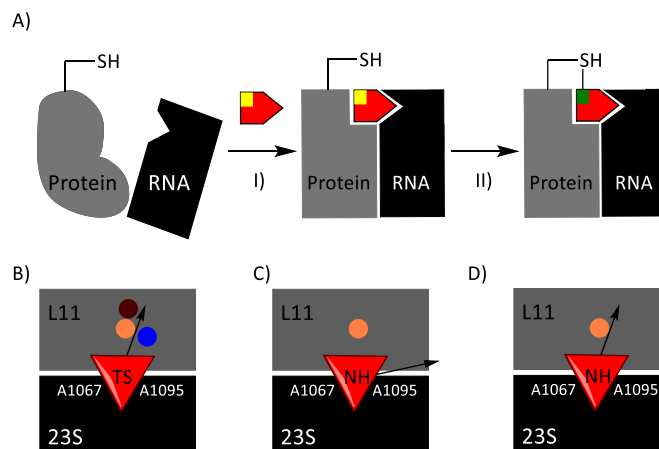 A)
SH SH SH
Protein RNA I) Protein RNA II) Protein RNA
B) C) D)
L11 L11 L11
TS NH NH
A1067 A1095 A1067 A1095 A1067 A1095
23S 23S 23S